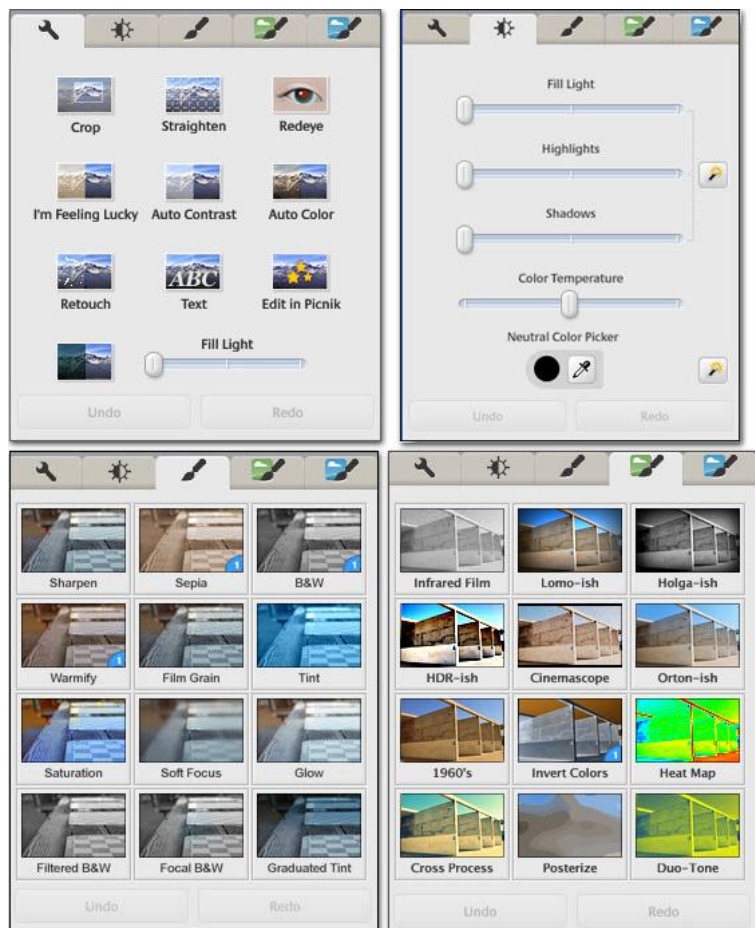 Crop Straighten Redeye
I'm Feeling Lucky Auto Contrast Auto Color
ABC
Retouch Text Edit in Picnik
Fill Light
Undo Redo
Fill Light
Highlights
Shadows
Color Temperature
Neutral Color Picker
Undo Redo
Sharpen Sepia 1 B&W 1
Warmify 1 Film Grain Tint
Saturation Soft Focus Glow
Filtered B&W Focal B&W Graduated Tint
Undo Redo
Infrared Film Lomo-ish Holga-ish
HDR-ish Cinemascope Orton-ish
1960's Invert Colors 1 Heat Map
Cross Process Posterize Duo-Tone
Undo Redo